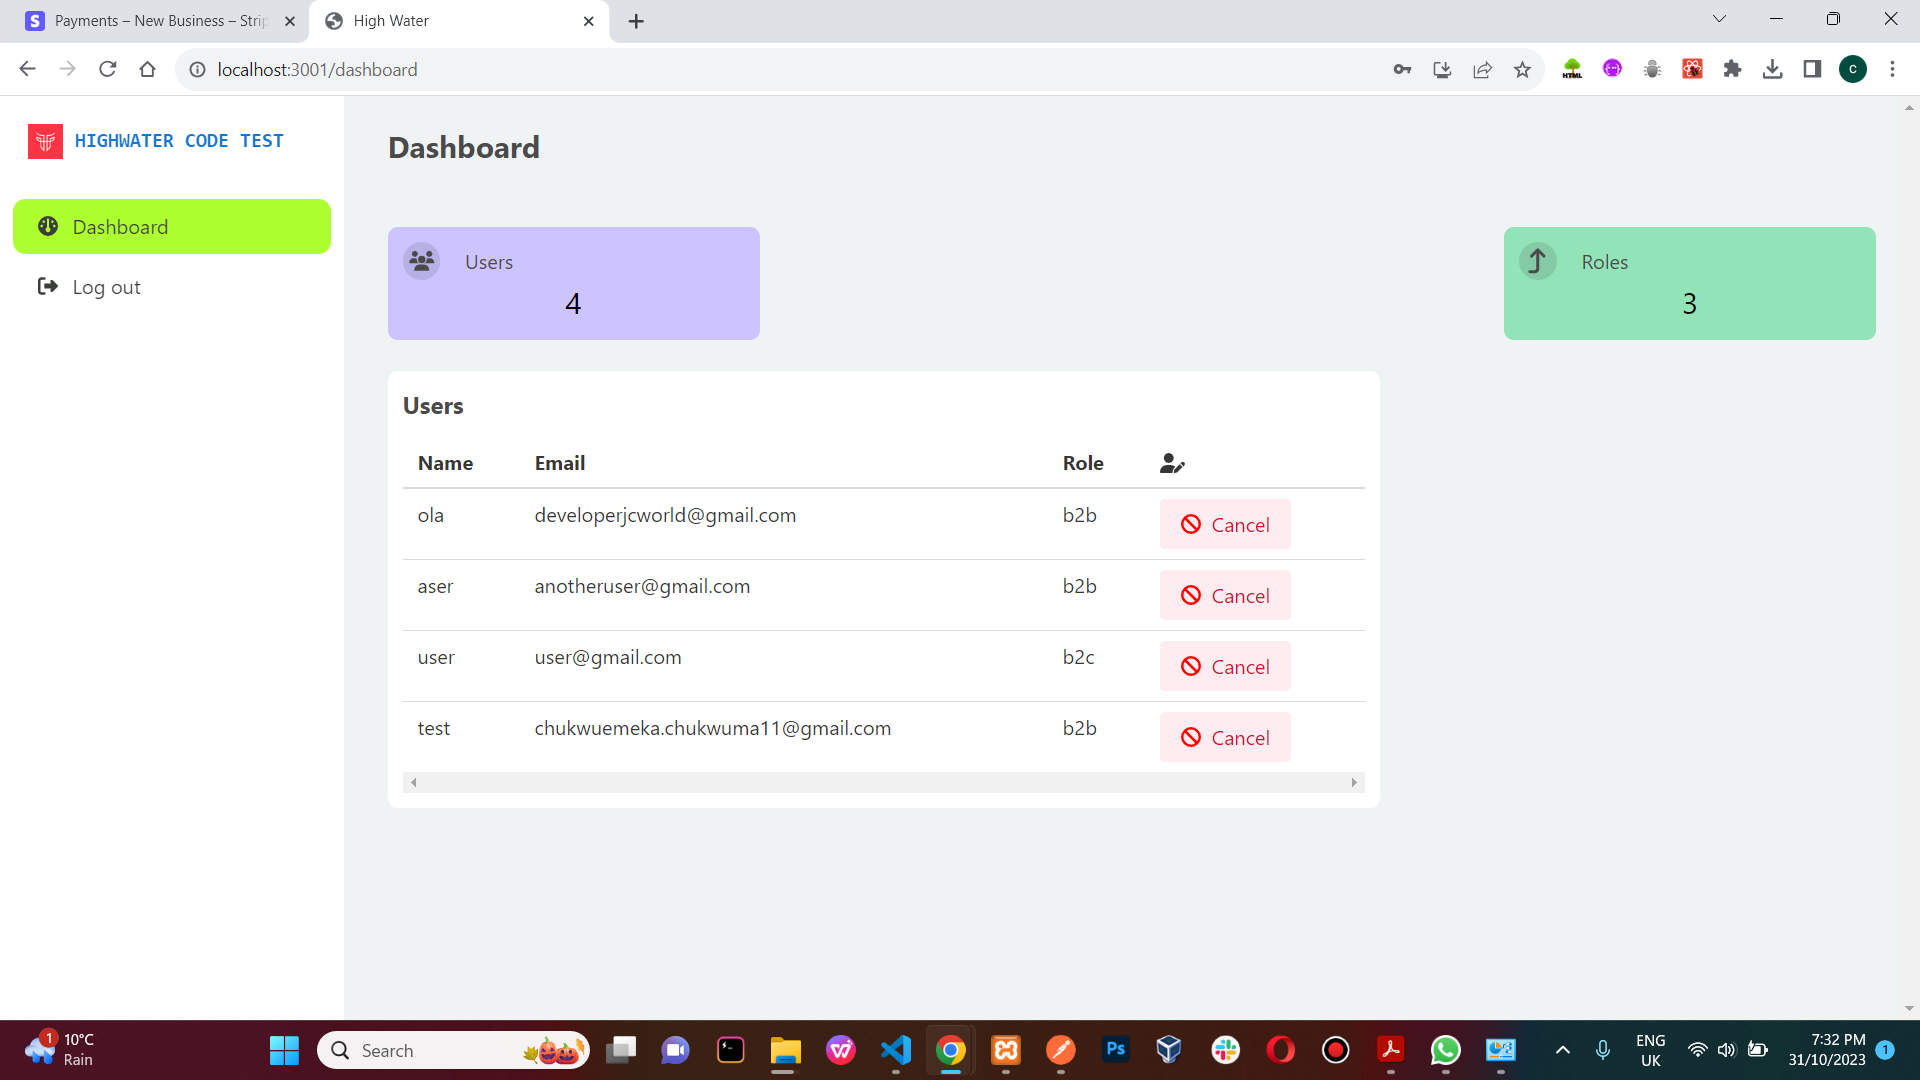 Payments – New Business – Strip
High Water
localhost:3001/dashboard
HTML
C
HIGHWATER CODE TEST
Dashboard
Log out
Dashboard
Users
4
Roles
3
Users
Name Email Role
ola developerjcworld@gmail.com b2b Cancel
aser anotheruser@gmail.com b2b Cancel
user user@gmail.com b2c Cancel
test chukwuemeka.chukwuma11@gmail.com b2b Cancel
1 10°C
Rain
Search
Ps
ENG
UK
7:32 PM
31/10/2023
1